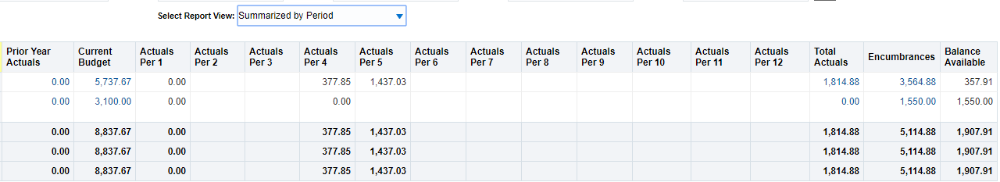 Select Report View: Summarized by Period
Prior Year Actuals Current Budget Actuals Per 1 Actuals Per 2 Actuals Per 3 Actuals Per 4 Actuals Per 5 Actuals Per 6 Actuals Per 7 Actuals Per 8 Actuals Per 9 Actuals Per 10 Actuals Per 11 Actuals Per 12 Total Actuals Encumbrances Balance Available
0.00 5,737.67 0.00 377.85 1,437.03 1,814.88 3,564.88 357.91
0.00 3,100.00 0.00 0.00 0.00 1,550.00 1,550.00
0.00 8,837.67 0.00 377.85 1,437.03 1,814.88 5,114.88 1,907.91
0.00 8,837.67 0.00 377.85 1,437.03 1,814.88 5,114.88 1,907.91
0.00 8,837.67 0.00 377.85 1,437.03 1,814.88 5,114.88 1,907.91